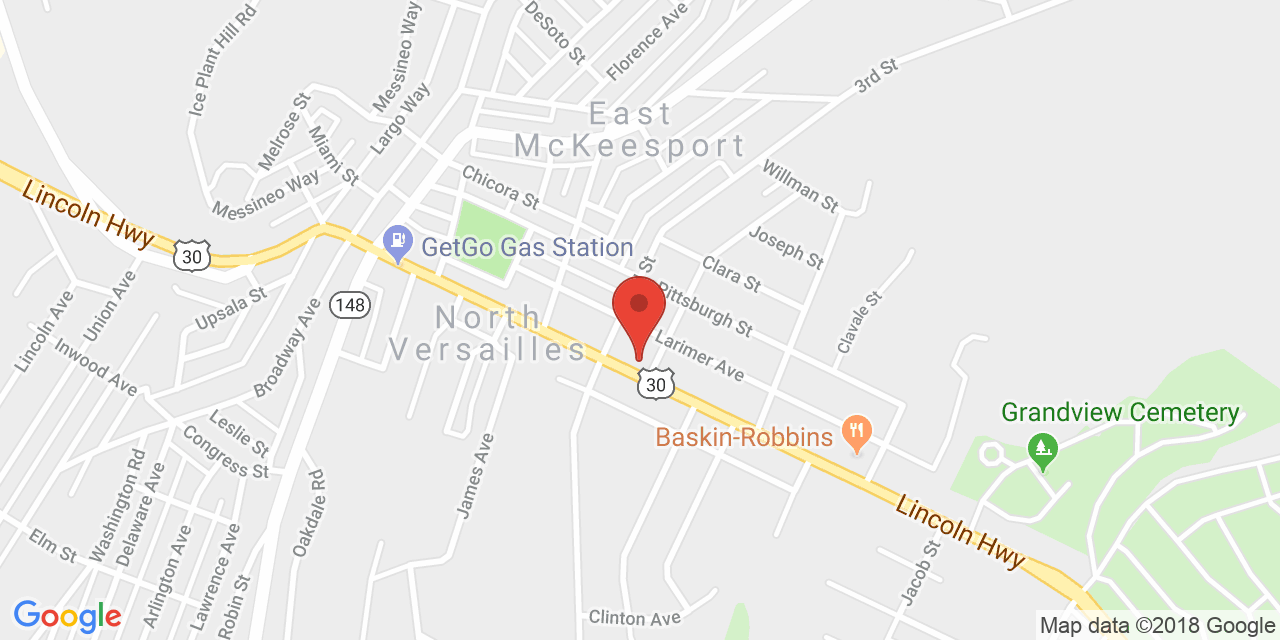 DeSoto St
Florence Ave
Messineo Way
Ice Plant Hill Rd
3rd St
Largo Way
Melrose St
East
McKeesport
Miami St
Chicora St
Willman St
Messineo Way
Lincoln Hwy
30
GetGo Gas Station
Joseph St
Clara St
St
Upsala St
148
Union Ave
Lincoln Ave
Pittsburgh St
North
Versailles
Larimer Ave
Clavale St
Broadway Ave
Inwood Ave
30
Grandview Cemetery
Baskin-Robbins
Leslie St
Congress St
James Ave
Washington Rd
Delaware Ave
Oakdale Rd
Lincoln Hwy
Elm St
Arlington Ave
Lawrence Ave
Robin St
Jacob St
Clinton Ave
Google
Map data ©2018 Google